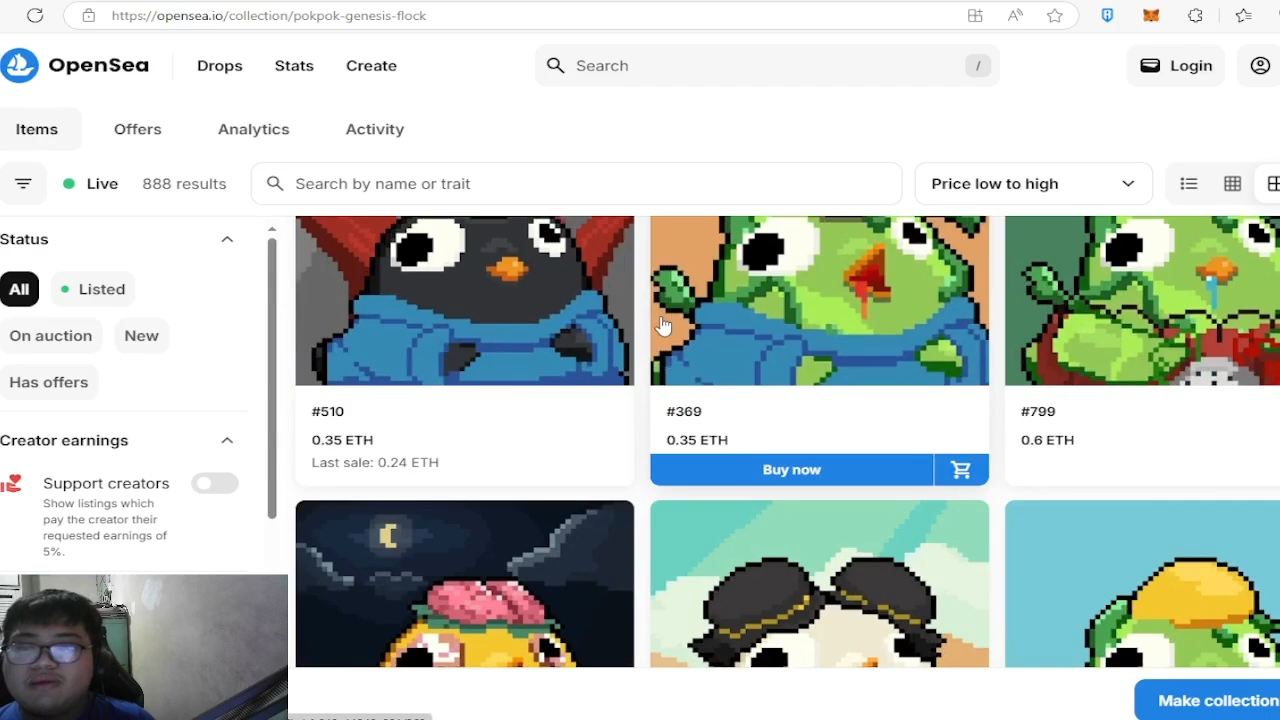 https://opensea.io/collection/pokpok-genesis-flock
OpenSea
Drops
Stats
Create
Search
/
Login
Items
Offers
Analytics
Activity
Live
888 results
Search by name or trait
Price low to high
Status
All
Listed
On auction
New
Has offers
Creator earnings
Support creators
Show listings which
pay the creator their
requested earnings of
5%.
#510
0.35 ETH
Last sale: 0.24 ETH
#369
0.35 ETH
Buy now
#799
0.6 ETH
Make collection